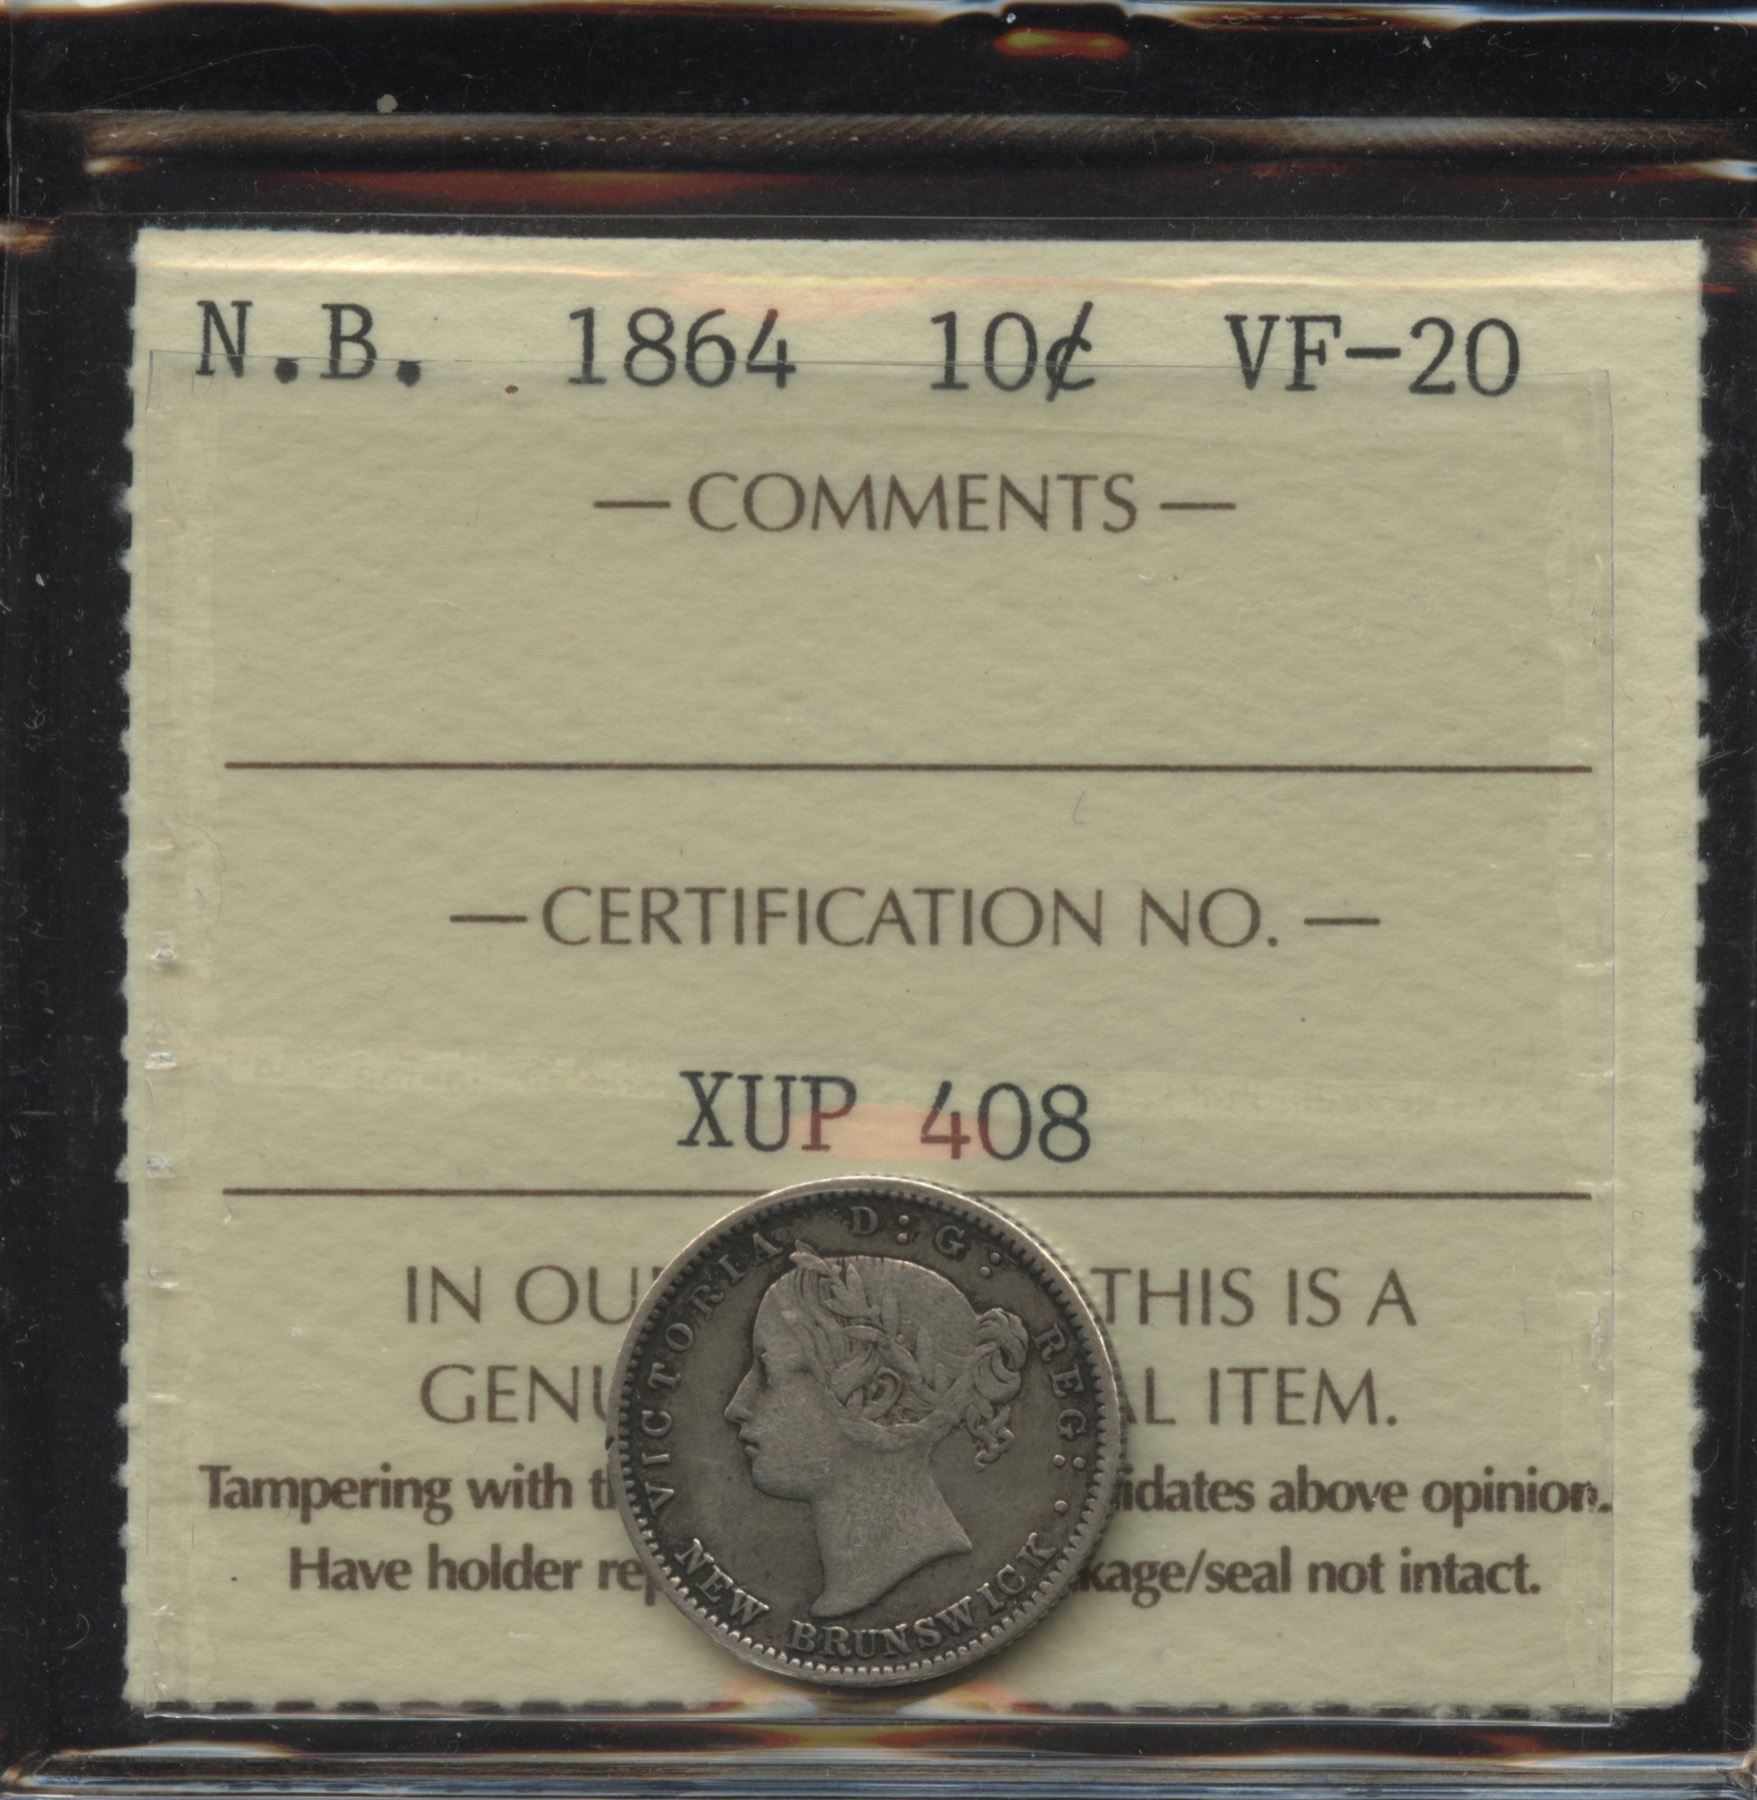 N.B. 1864 10¢ VF-20
— COMMENTS —
— CERTIFICATION NO. —
XUP 408
IN OU THIS IS A
GENU AL ITEM.
Tampering with t idates above opinion.
Have holder rep kage/seal not intact.
VICTORIA D: G: REG:
NEW BRUNSWICK